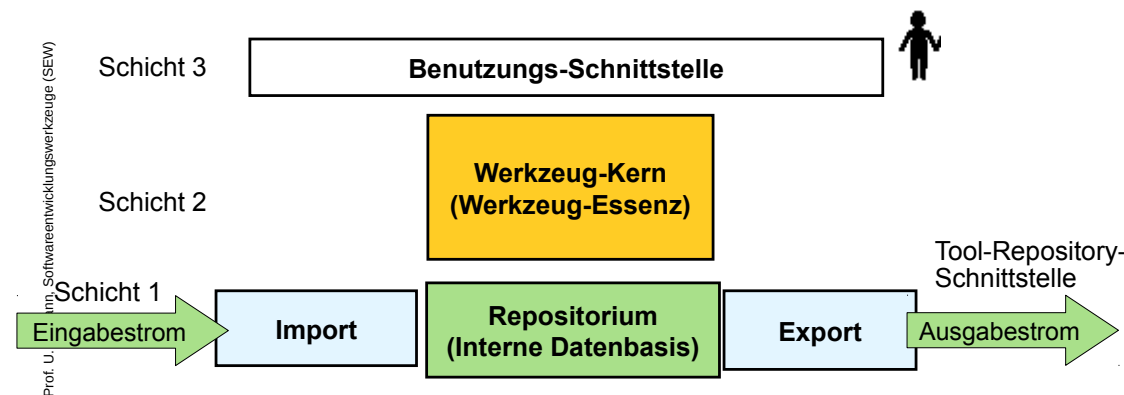 Schicht 3
Benutzungs-Schnittstelle
Werkzeug-Kern
(Werkzeug-Essenz)
Schicht 2
Tool-Repository-
Schnittstelle
Schicht 1
Eingabestrom
Import
Repositorium
(Interne Datenbasis)
Export
Ausgabestrom
Prof. U. Softwareentwicklungswerkzeuge (SEW)